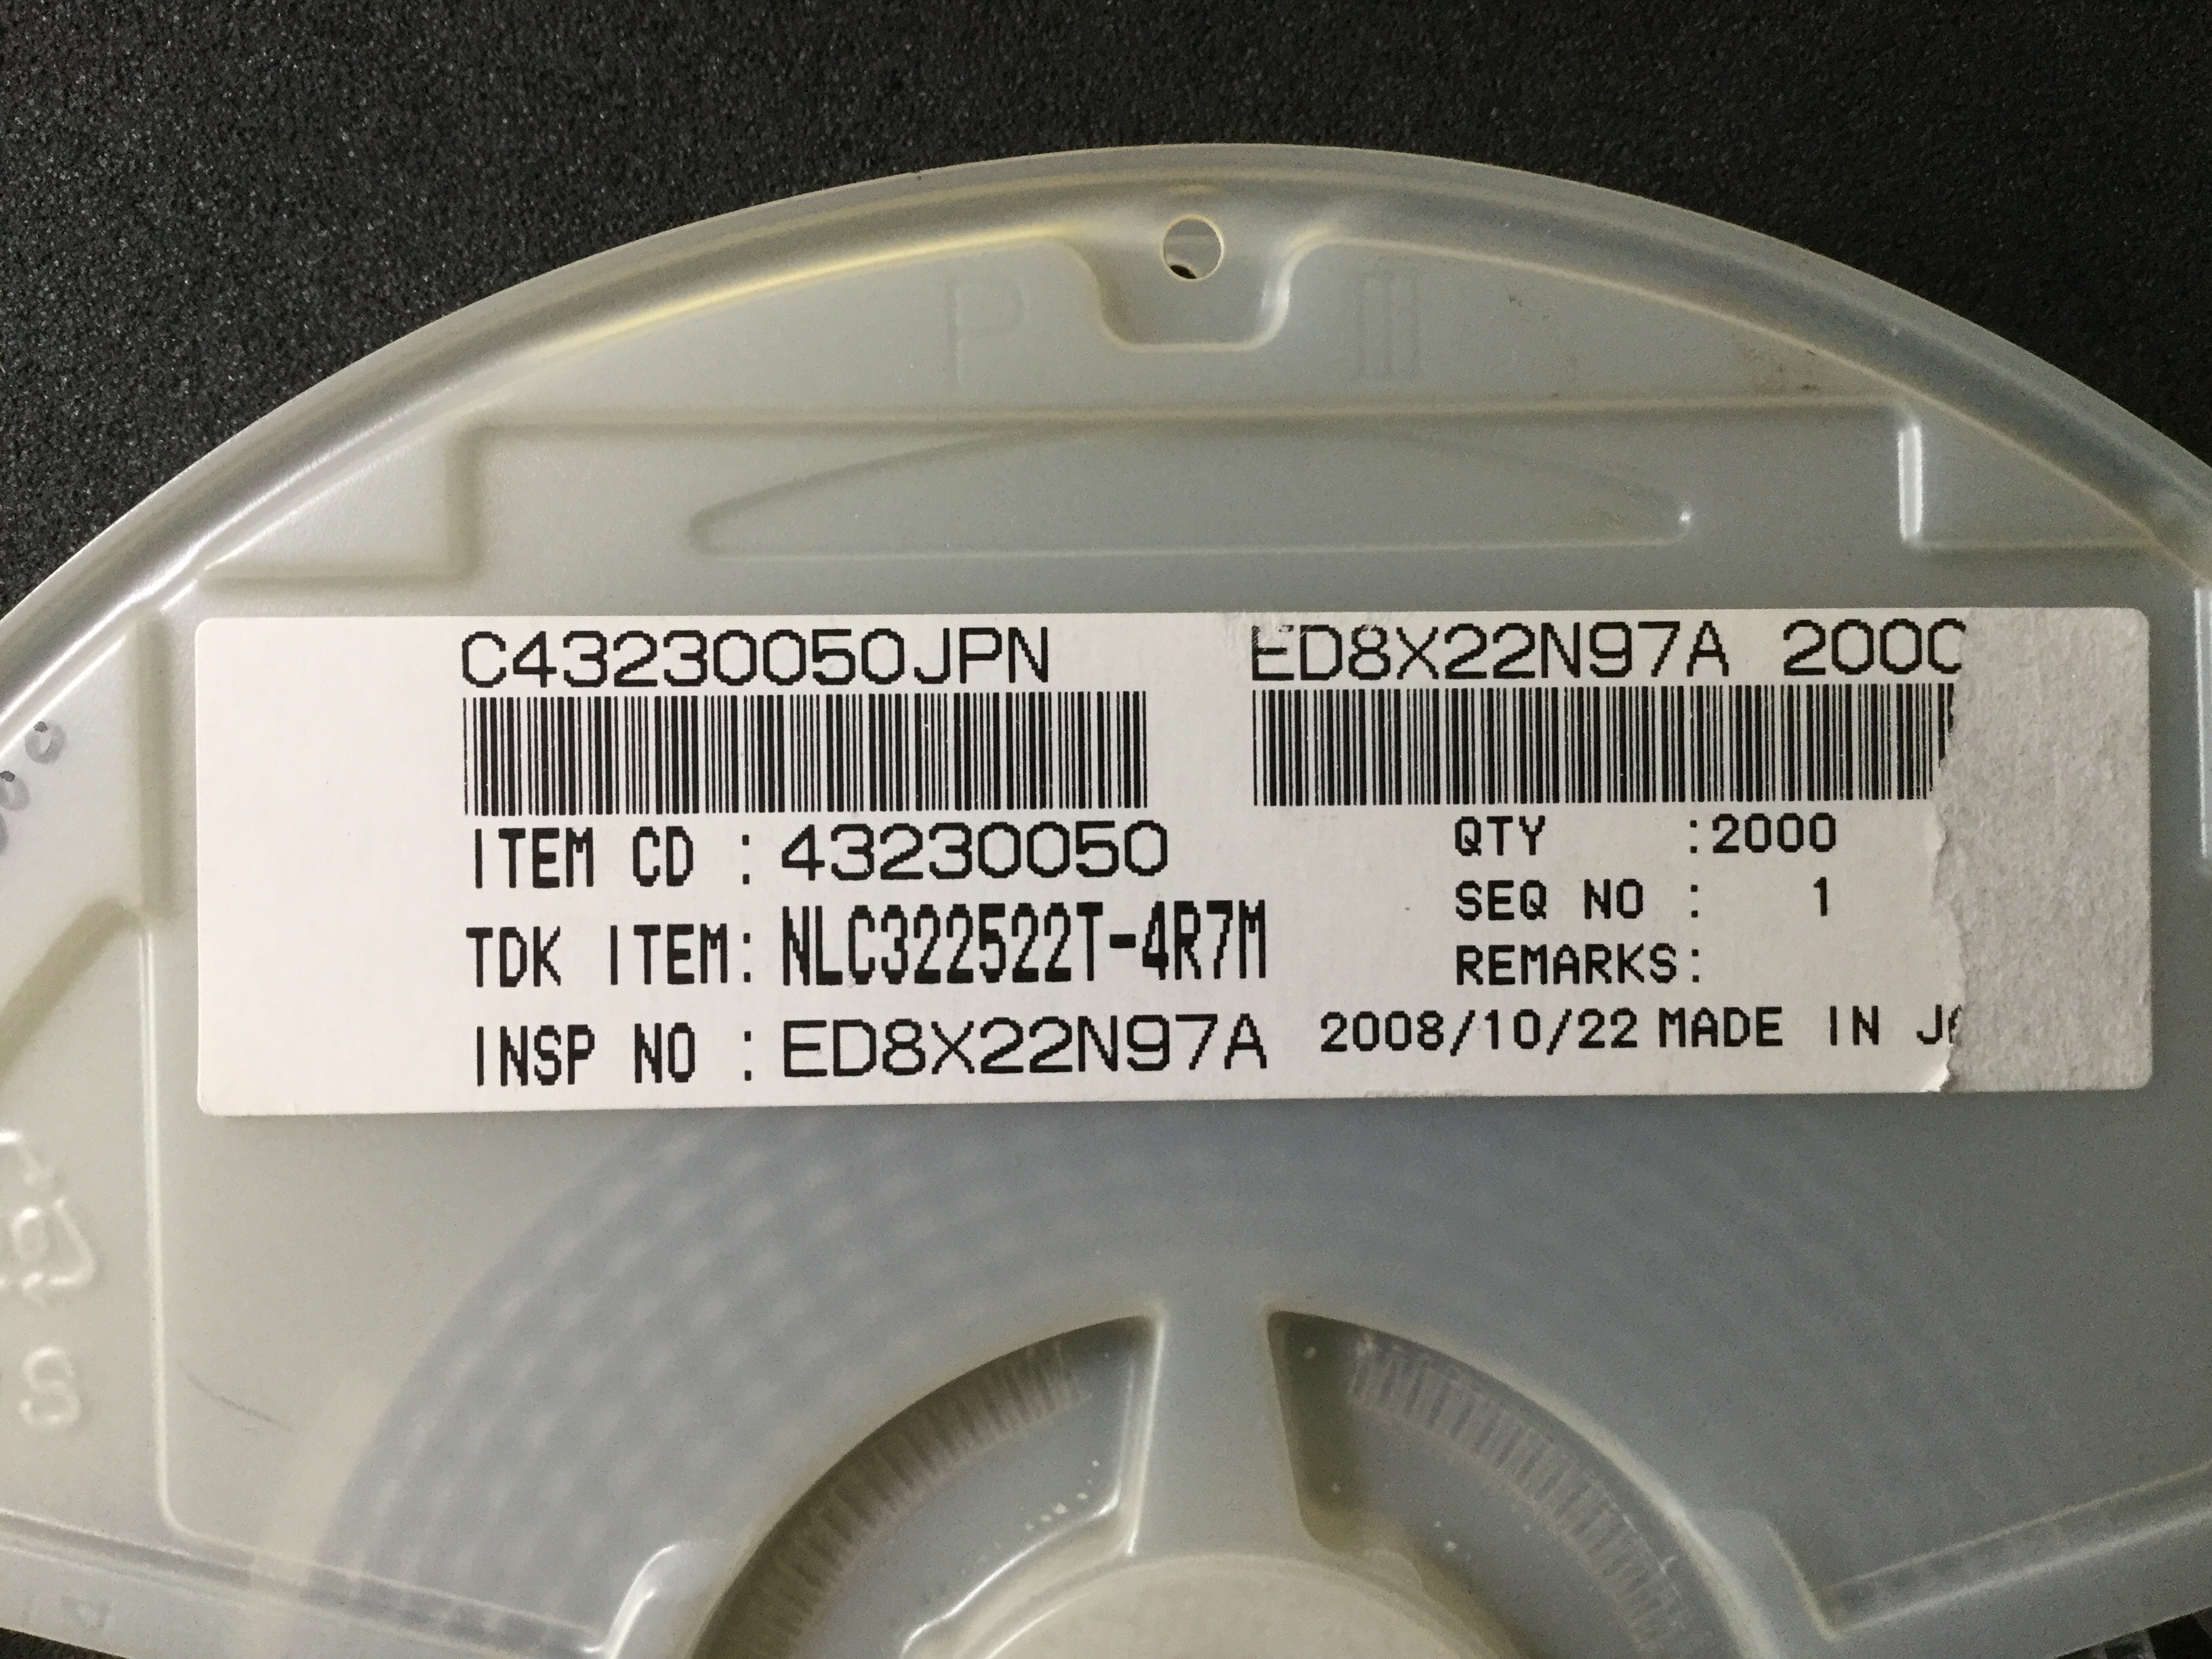 C43230050JPN
ED8X22N97A 2000
ITEM CD : 43230050
QTY :2000
TDK ITEM: NLC322522T-4R7M
SEQ NO : 1
REMARKS:
INSP NO : ED8X22N97A
2008/10/22 MADE IN
S